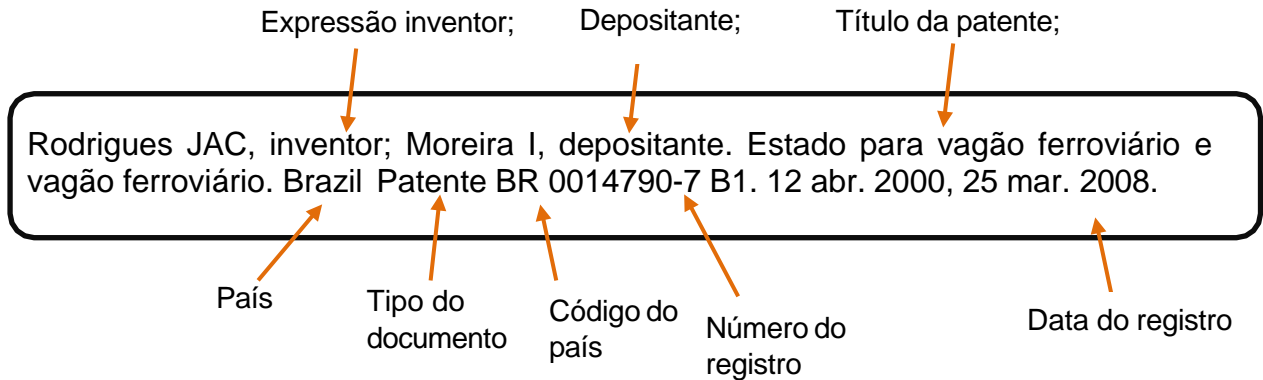 Expressão inventor;
Depositante;
Título da patente;
Rodrigues JAC, inventor; Moreira I, depositante. Estado para vagão ferroviário e
vagão ferroviário. Brazil Patente BR 0014790-7 B1. 12 abr. 2000, 25 mar. 2008.
País
Tipo do
documento
Código do
país
Número do
registro
Data do registro